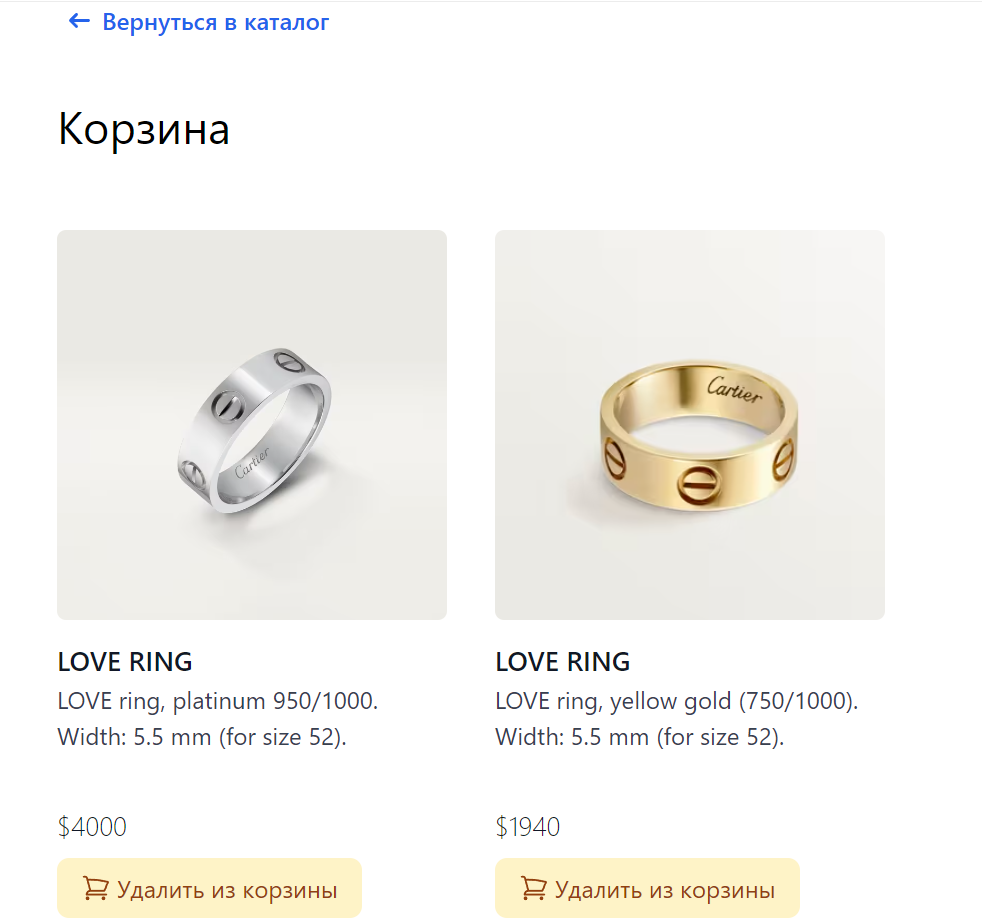 Вернуться в каталог
Корзина
Cartier
Cartier
LOVE RING
LOVE ring, platinum 950/1000.
Width: 5.5 mm (for size 52).
$4000
Удалить из корзины
LOVE RING
LOVE ring, yellow gold (750/1000).
Width: 5.5 mm (for size 52).
$1940
Удалить из корзины